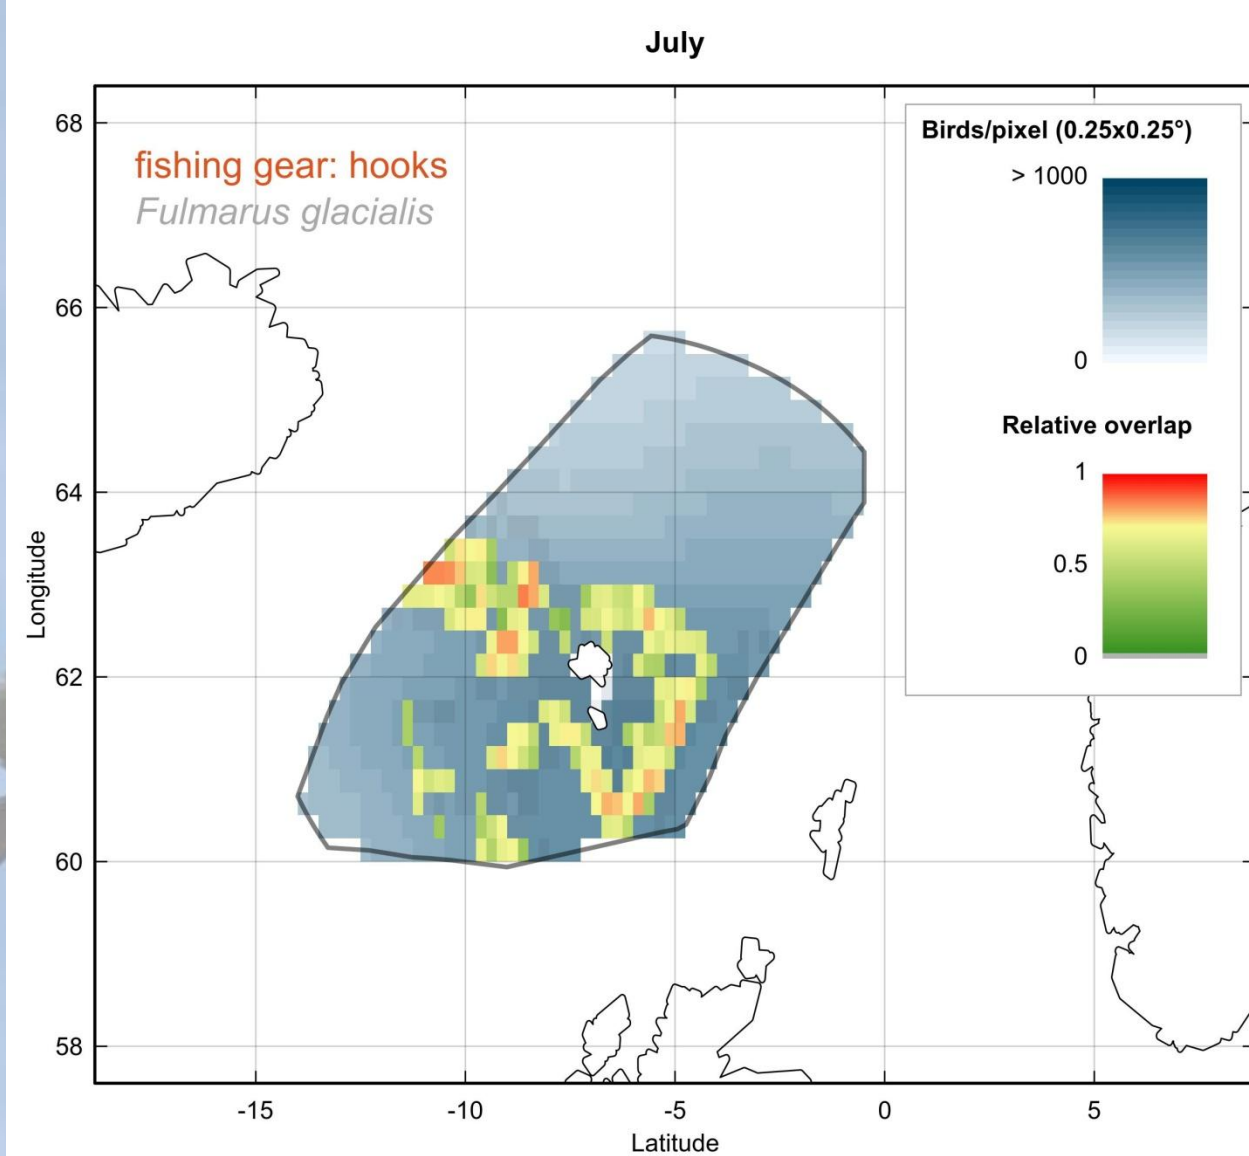 July
fishing gear: hooks
Fulmarus glacialis
Birds/pixel (0.25x0.25°)
> 1000
0
Relative overlap
1
0.5
0
68
66
64
62
60
58
Longitude
-15
-10
-5
0
5
Latitude